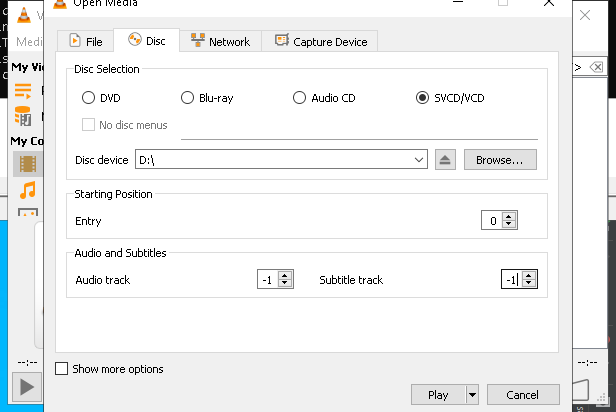 Open Media
Medi
File
Disc
Network
Capture Device
My Vi
Disc Selection
DVD
Blu-ray
Audio CD
SVCD/VCD
No disc menus
My Co
Disc device
D:\
Browse...
Starting Position
Entry
0
Audio and Subtitles
Audio track
-1
Subtitle track
-1
--:--
--:--
Show more options
Play
Cancel